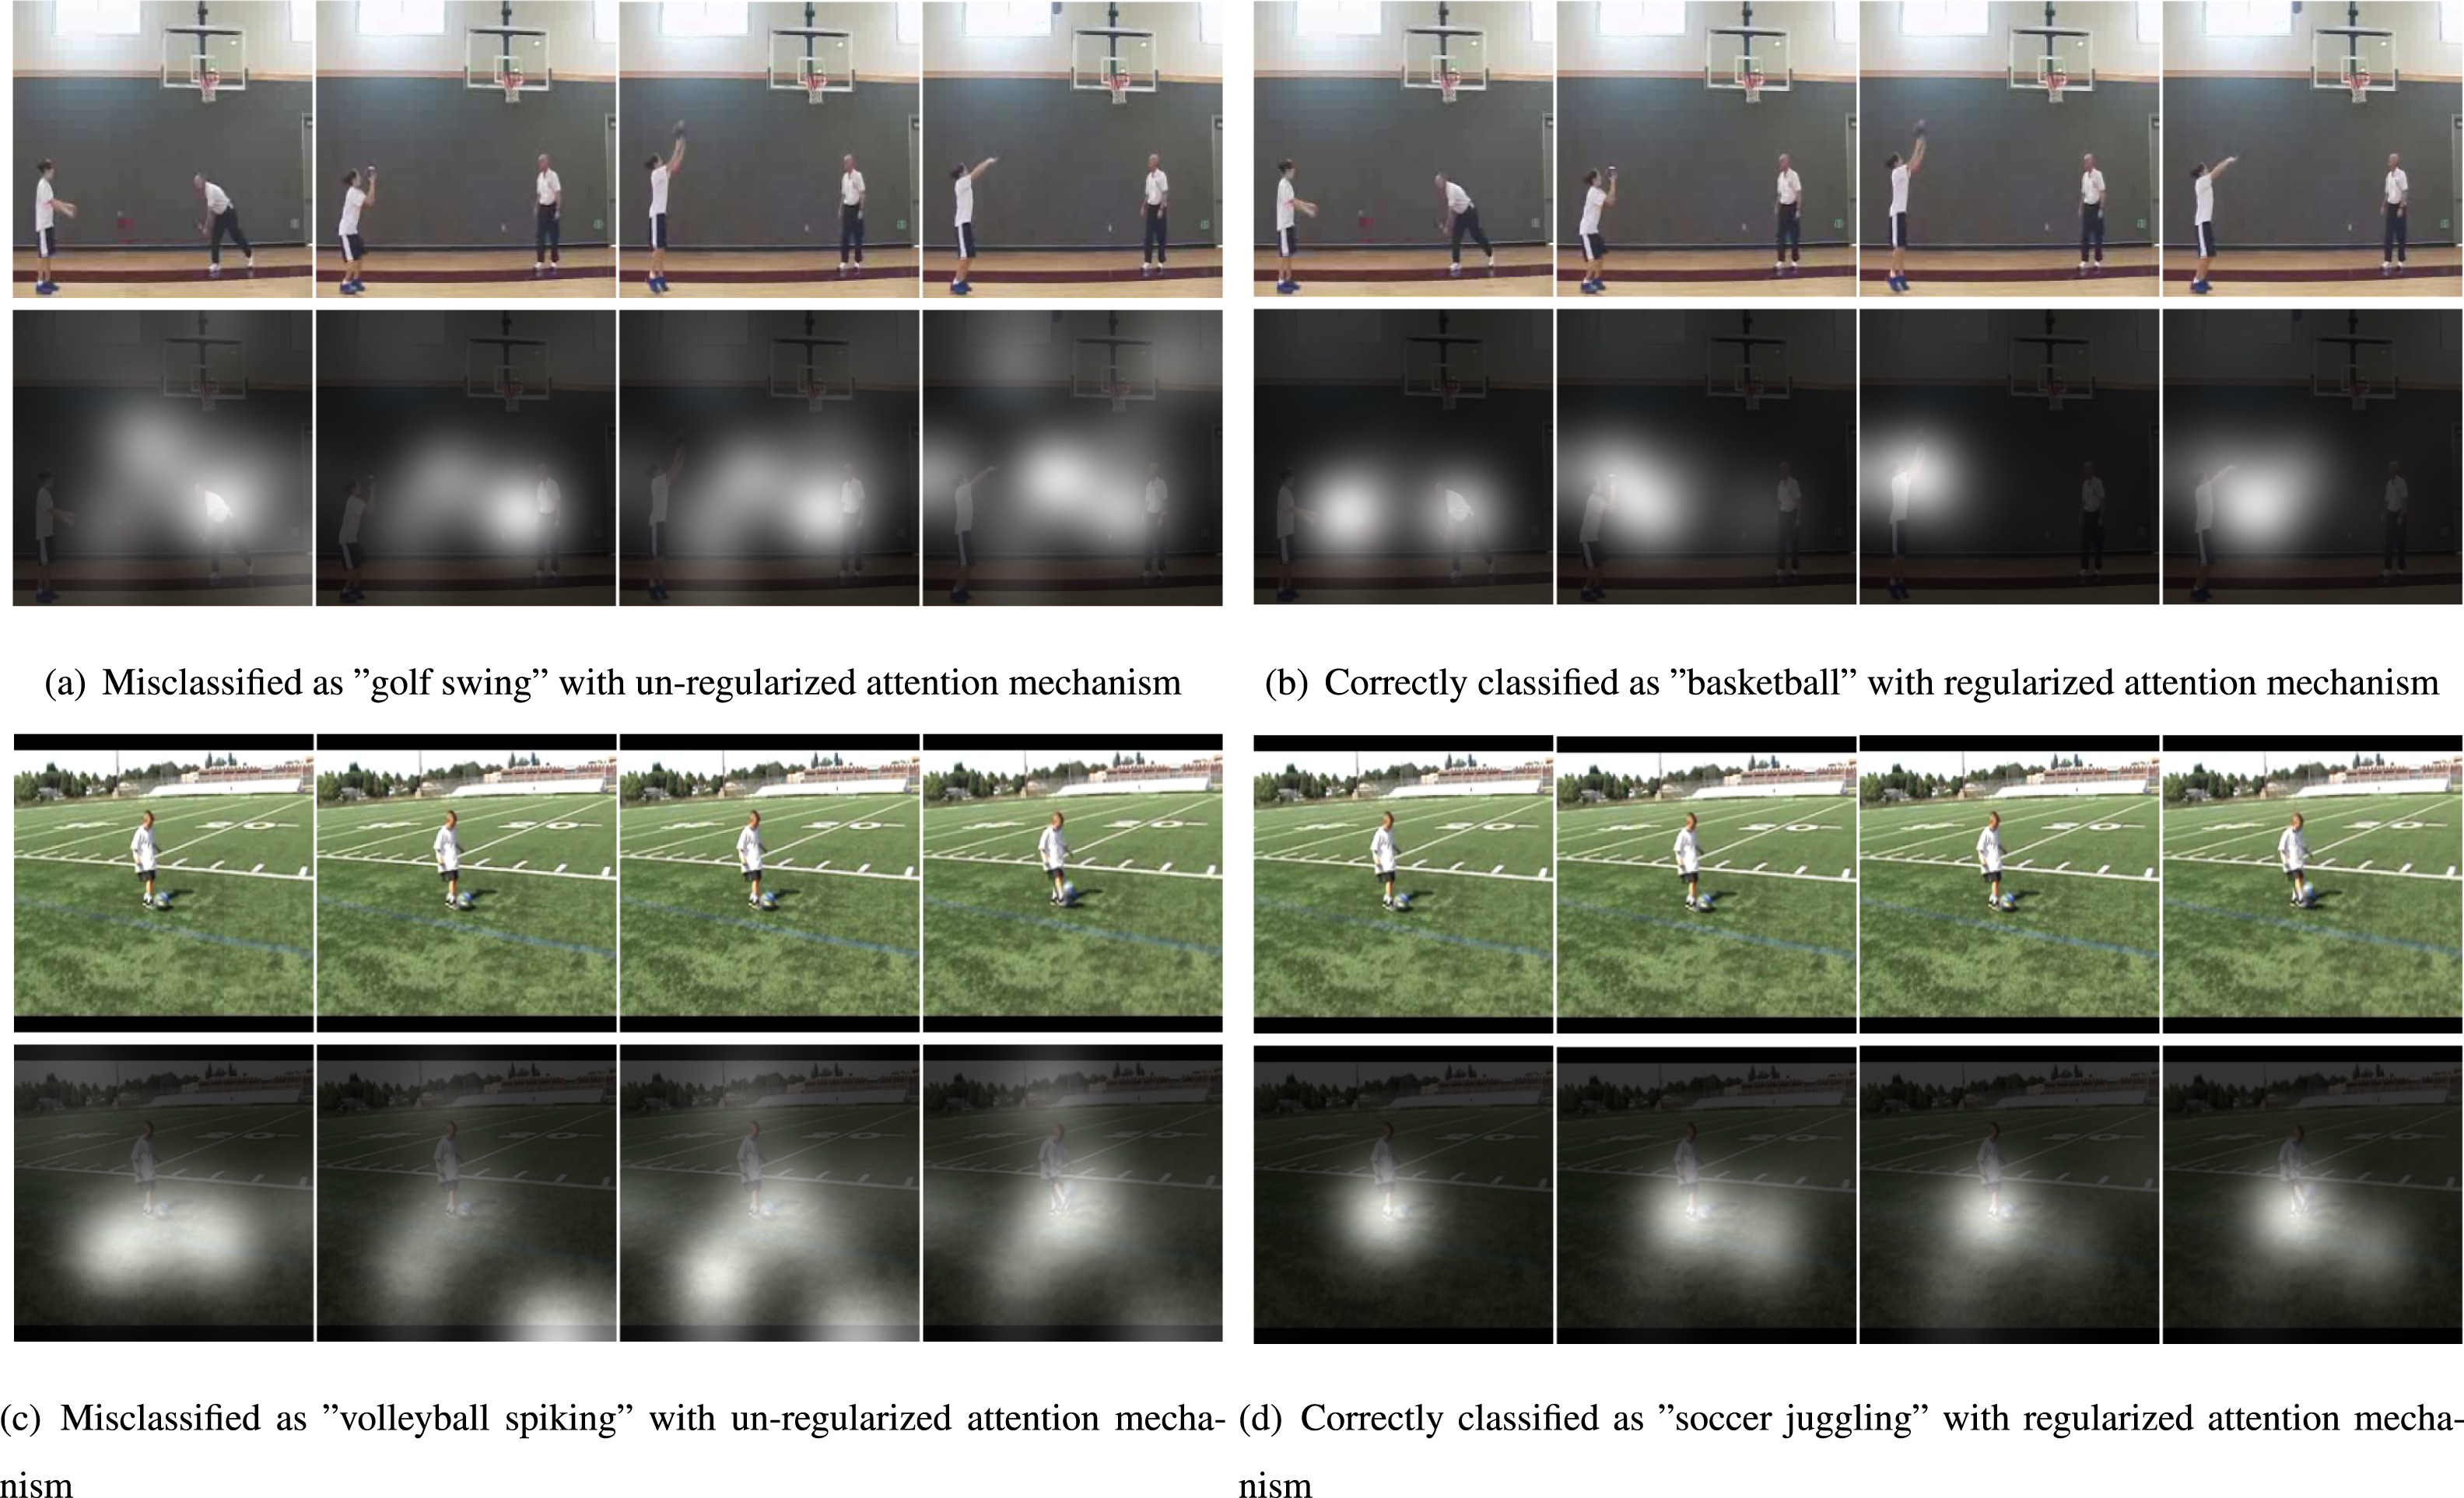 (a) Misclassified as ”golf swing” with un-regularized attention mechanism
(b) Correctly classified as ”basketball” with regularized attention mechanism
(c) Misclassified as ”volleyball spiking” with un-regularized attention mecha-
nism
(d) Correctly classified as ”soccer juggling” with regularized attention mecha-
nism